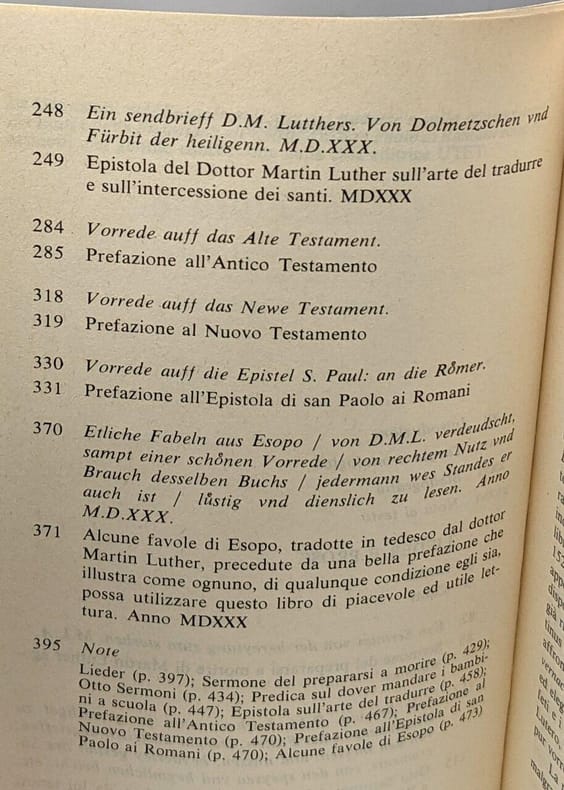 248 Ein sendbrieff D.M. Lutthers. Von Dolmetzschen vnd
Fürbit der heiligenn. M.D.XXX.
249 Epistola del Dottor Martin Luther sull'arte del tradurre
e sull'intercessione dei santi. MDXXX
284 Vorrede auff das Alte Testament.
285 Prefazione all'Antico Testamento
318 Vorrede auff das Newe Testament.
319 Prefazione al Nuovo Testamento
330 Vorrede auff die Epistel S. Paul: an die Ro̊mer.
331 Prefazione all'Epistola di san Paolo ai Romani
370 Etliche Fabeln aus Esopo / von D.M.L. verdeudscht,
sampt einer scho̊nen Vorrede / von rechtem Nutz vnd
Brauch desselben Buchs / jedermann wes Standes er
auch ist / lůstig vnd dienslich zu lesen. Anno
M.D.XXX.
371 Alcune favole di Esopo, tradotte in tedesco dal dottor
Martin Luther, precedute da una bella prefazione che
illustra come ognuno, di qualunque condizione egli sia,
possa utilizzare questo libro di piacevole ed utile let-
tura. Anno MDXXX
395 Note
Lieder (p. 397); Sermone del prepararsi a morire (p. 429);
Otto Sermoni (p. 434); Predica sul dover mandare i bambi-
ni a scuola (p. 447); Epistola sull'arte del tradurre (p. 458);
Prefazione all'Antico Testamento (p. 467); Prefazione al
Nuovo Testamento (p. 470); Prefazione all'Epistola di san
Paolo ai Romani (p. 470); Alcune favole di Esopo (p. 473)